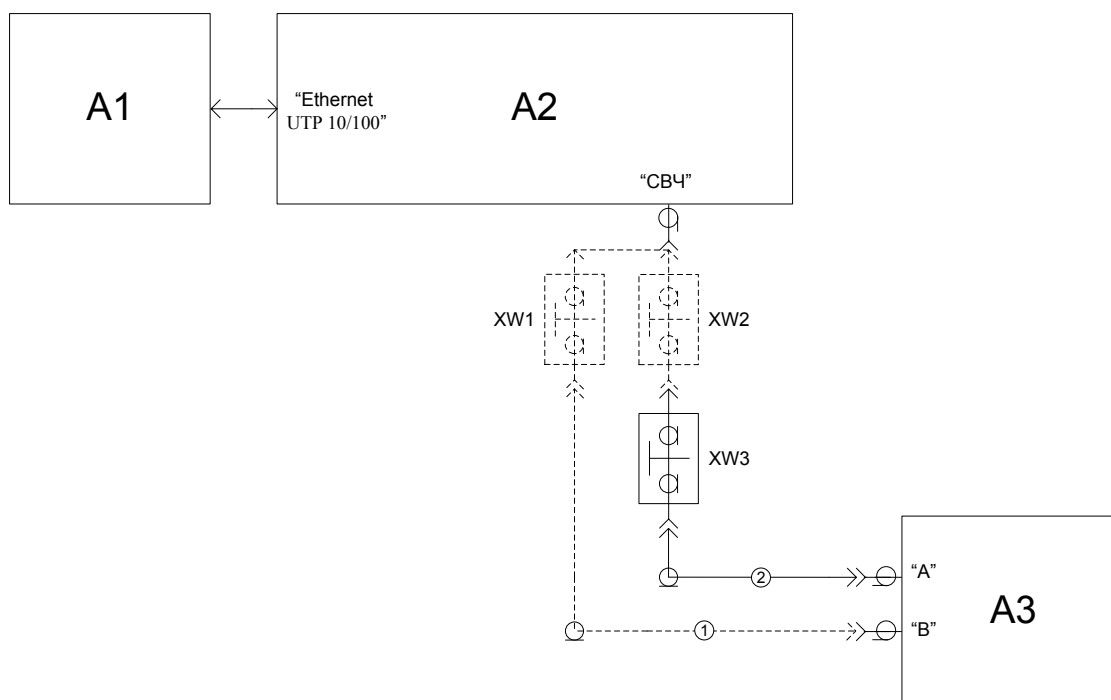 A1
A2
“Ethernet
UTP 10/100”
“СВЧ”
XW1
XW2
XW3
2
“A”
A3
1
“B”